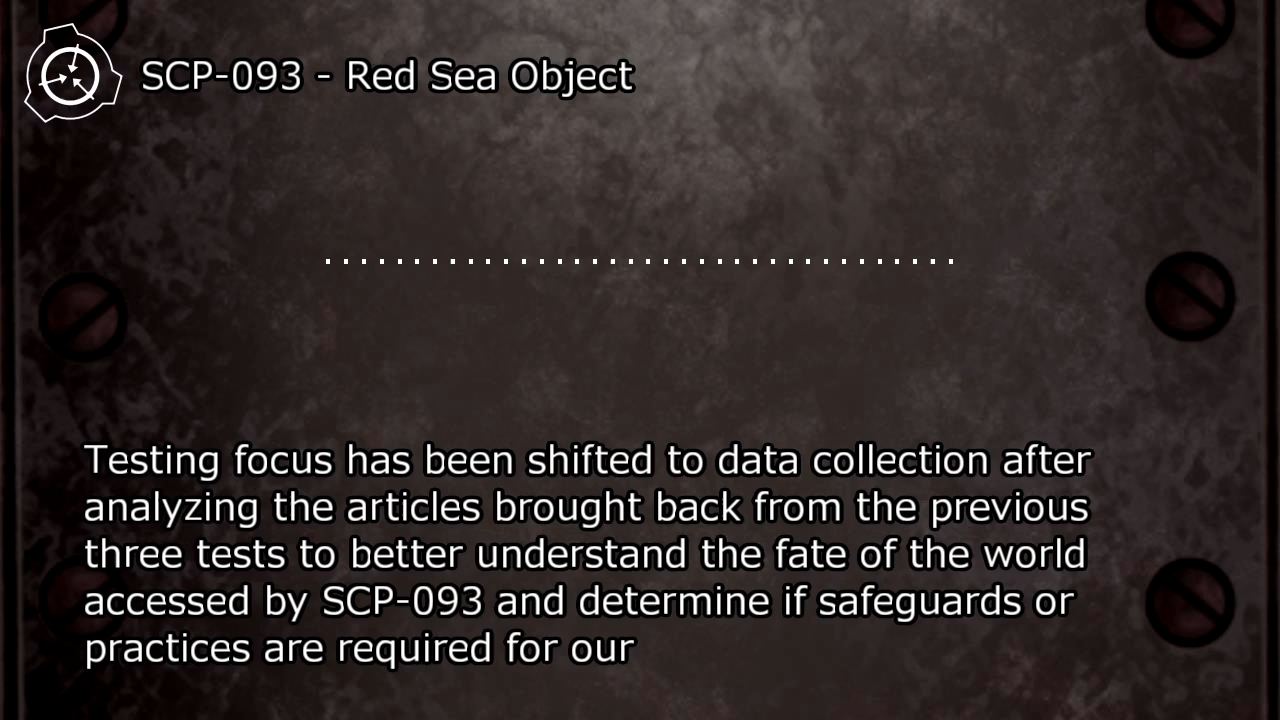 SCP-093 - Red Sea Object
....................................
Testing focus has been shifted to data collection after
analyzing the articles brought back from the previous
three tests to better understand the fate of the world
accessed by SCP-093 and determine if safeguards or
practices are required for our